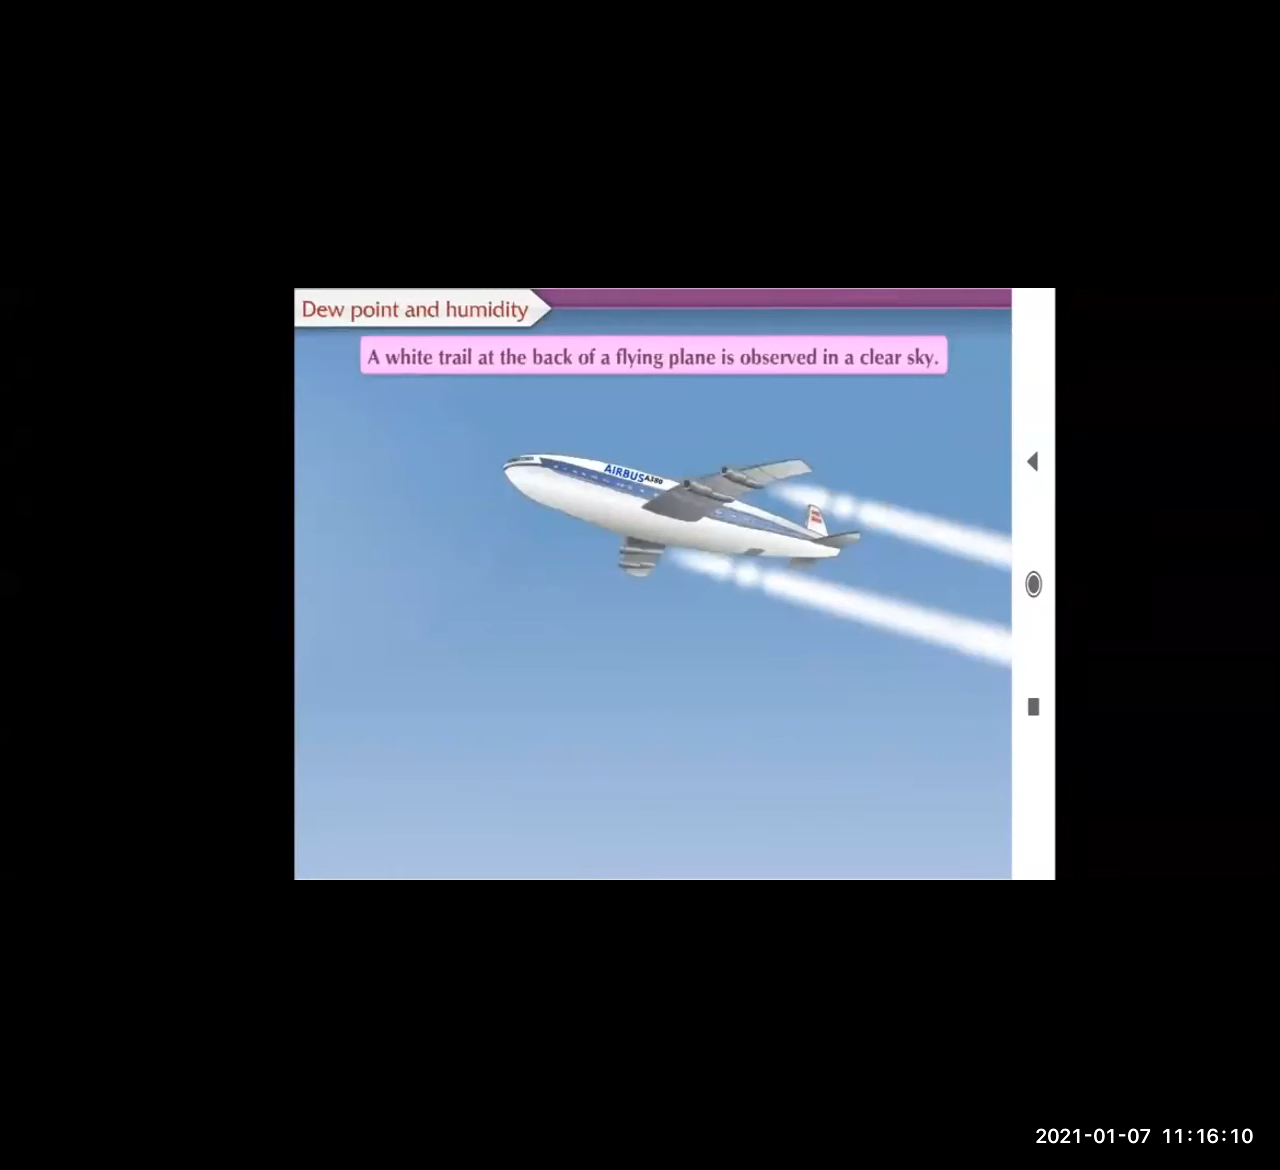 Dew point and humidity
A white trail at the back of a flying plane is observed in a clear sky.
AIRBUS A380
2021-01-07 11:16:10